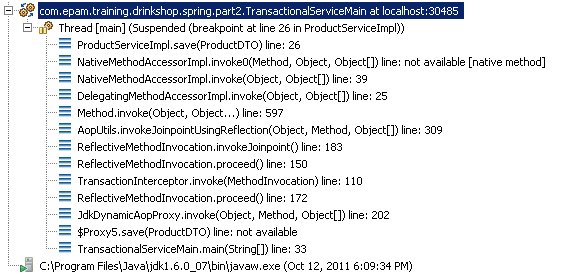 com.epam.training.drinkshop.spring.part2.TransactionalServiceMain at localhost:30485
Thread [main] (Suspended (breakpoint at line 26 in ProductServiceImpl))
ProductServiceImpl.save(ProductDTO) line: 26
NativeMethodAccessorImpl.invoke0(Method, Object, Object[]) line: not available [native method]
NativeMethodAccessorImpl.invoke(Object, Object[]) line: 39
DelegatingMethodAccessorImpl.invoke(Object, Object[]) line: 25
Method.invoke(Object, Object...) line: 597
AopUtils.invokeJoinpointUsingReflection(Object, Method, Object[]) line: 309
ReflectiveMethodInvocation.invokeJoinpoint() line: 183
ReflectiveMethodInvocation.proceed() line: 150
TransactionInterceptor.invoke(MethodInvocation) line: 110
ReflectiveMethodInvocation.proceed() line: 172
JdkDynamicAopProxy.invoke(Object, Method, Object[]) line: 202
$Proxy5.save(ProductDTO) line: not available
TransactionalServiceMain.main(String[]) line: 33
C:\Program Files\Java\jdk1.6.0_07\bin\javaw.exe (Oct 12, 2011 6:09:34 PM)